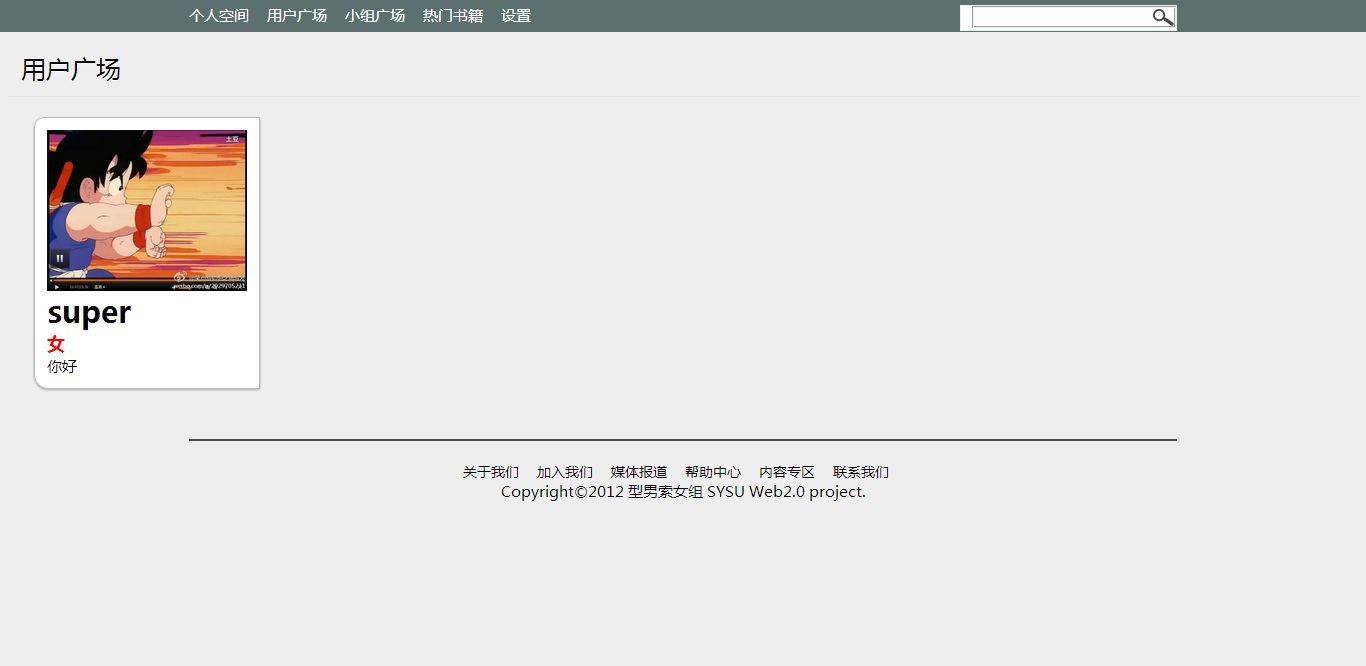 个人空间 用户广场 小组广场 热门书籍 设置
用户广场
土豆
super
女
你好
关于我们 加入我们 媒体报道 帮助中心 内容专区 联系我们
Copyright©2012 型男索女组 SYSU Web2.0 project.